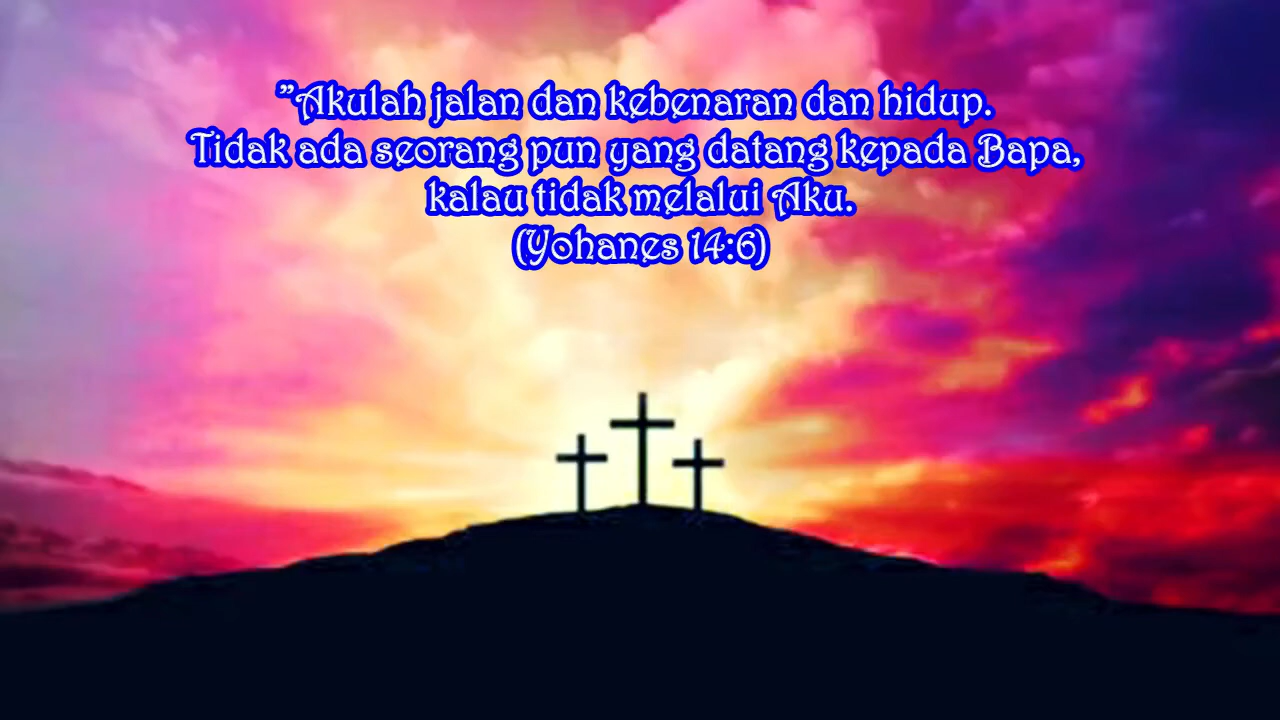 "Akulah jalan dan kebenaran dan hidup.
Tidak ada seorang pun yang datang kepada Bapa,
kalau tidak melalui Aku.
(Yohanes 14:6)